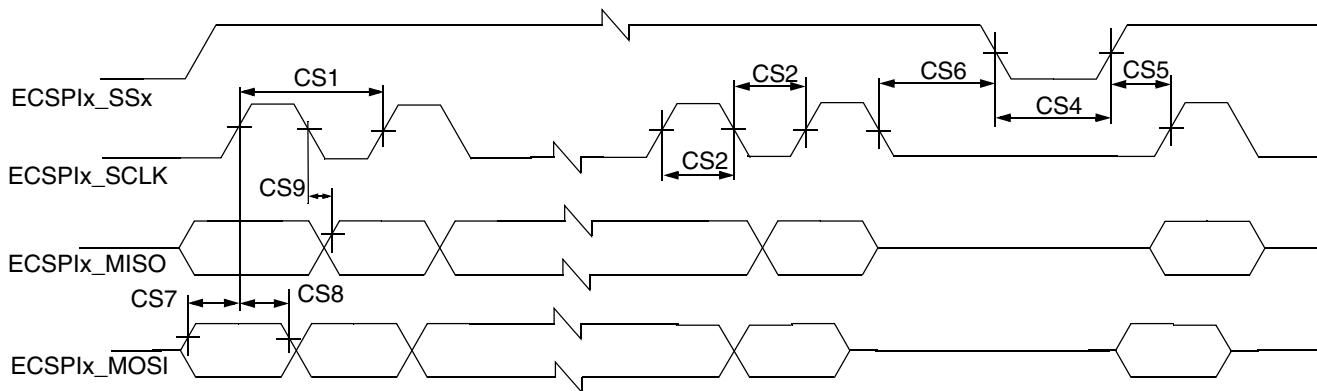 CS1
CS2
CS6
CS5
ECSPIx_SSx
CS4
CS2
ECSPIx_SCLK
CS9
ECSPIx_MISO
CS7
CS8
ECSPIx_MOSI